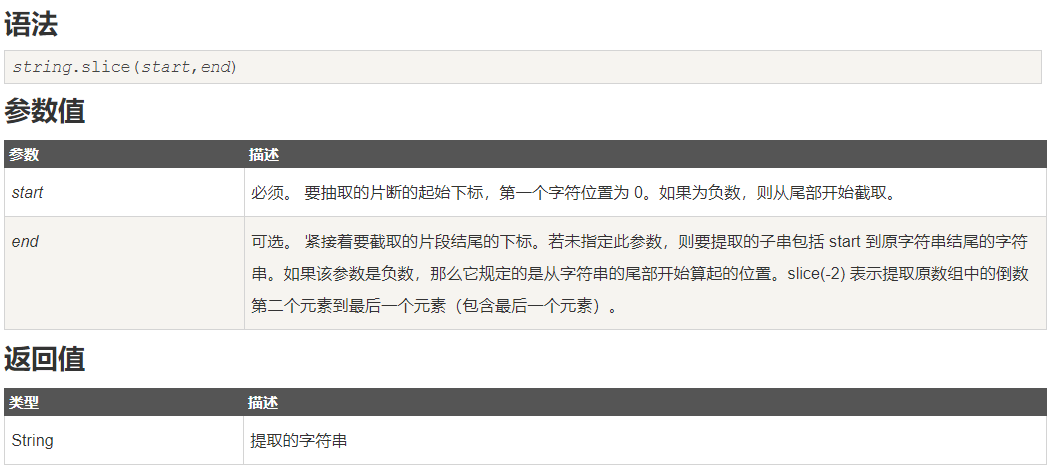 语法
string.slice(start,end)
参数值
参数 描述
start 必须。 要抽取的片断的起始下标，第一个字符位置为 0。如果为负数，则从尾部开始截取。
end 可选。 紧接着要截取的片段结尾的下标。若未指定此参数，则要提取的子串包括 start 到原字符串结尾的字符
串。如果该参数是负数，那么它规定的是从字符串的尾部开始算起的位置。slice(-2) 表示提取原数组中的倒数
第二个元素到最后一个元素（包含最后一个元素）。
返回值
类型 描述
String 提取的字符串